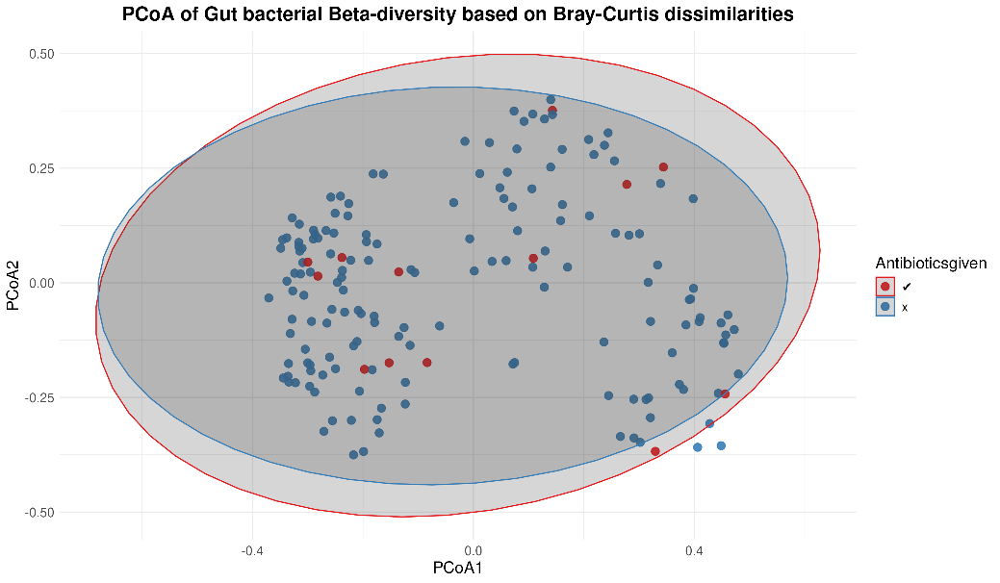 PCoA of Gut bacterial Beta-diversity based on Bray-Curtis dissimilarities
0.50
0.25
0.00
-0.25
-0.50
PCoA2
-0.4
0.0
0.4
PCoA1
Antibioticsgiven
✔
x